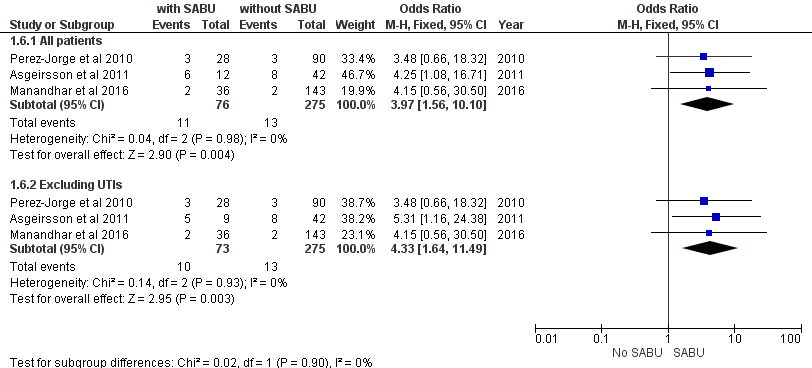 with SABU without SABU Odds Ratio Odds Ratio
Study or Subgroup Events Total Events Total Weight M-H, Fixed, 95% CI Year M-H, Fixed, 95% CI
1.6.1 All patients
Perez-Jorge et al 2010 3 28 3 90 33.4% 3.48 [0.66, 18.32] 2010
Asgeirsson et al 2011 6 12 8 42 46.7% 4.25 [1.08, 16.71] 2011
Manandhar et al 2016 2 36 2 143 19.9% 4.15 [0.56, 30.50] 2016
Subtotal (95% CI) 76 275 100.0% 3.97 [1.56, 10.10]
Total events 11 13
Heterogeneity: Chi² = 0.04, df = 2 (P = 0.98); I² = 0%
Test for overall effect: Z = 2.90 (P = 0.004)
1.6.2 Excluding UTIs
Perez-Jorge et al 2010 3 28 3 90 38.7% 3.48 [0.66, 18.32] 2010
Asgeirsson et al 2011 5 9 8 42 38.2% 5.31 [1.16, 24.38] 2011
Manandhar et al 2016 2 36 2 143 23.1% 4.15 [0.56, 30.50] 2016
Subtotal (95% CI) 73 275 100.0% 4.33 [1.64, 11.49]
Total events 10 13
Heterogeneity: Chi² = 0.14, df = 2 (P = 0.93); I² = 0%
Test for overall effect: Z = 2.95 (P = 0.003)
0.01 0.1 1 10 100
No SABU SABU
Test for subgroup differences: Chi² = 0.02, df = 1 (P = 0.90), I² = 0%